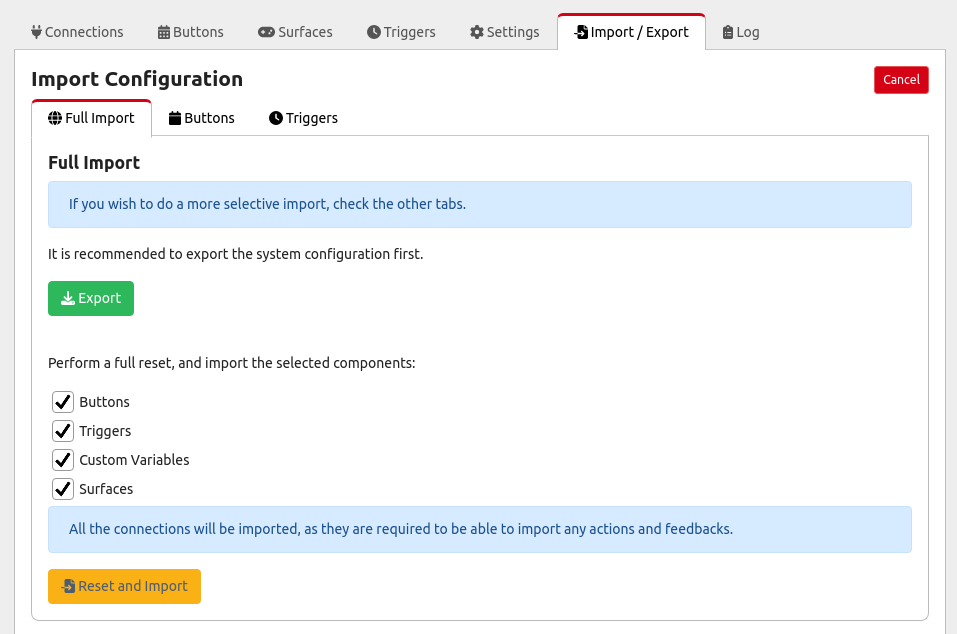 Connections Buttons Surfaces Triggers Settings Import / Export Log
Import Configuration Cancel
Full Import Buttons Triggers
Full Import
If you wish to do a more selective import, check the other tabs.
It is recommended to export the system configuration first.
Export
Perform a full reset, and import the selected components:
Buttons
Triggers
Custom Variables
Surfaces
All the connections will be imported, as they are required to be able to import any actions and feedbacks.
Reset and Import